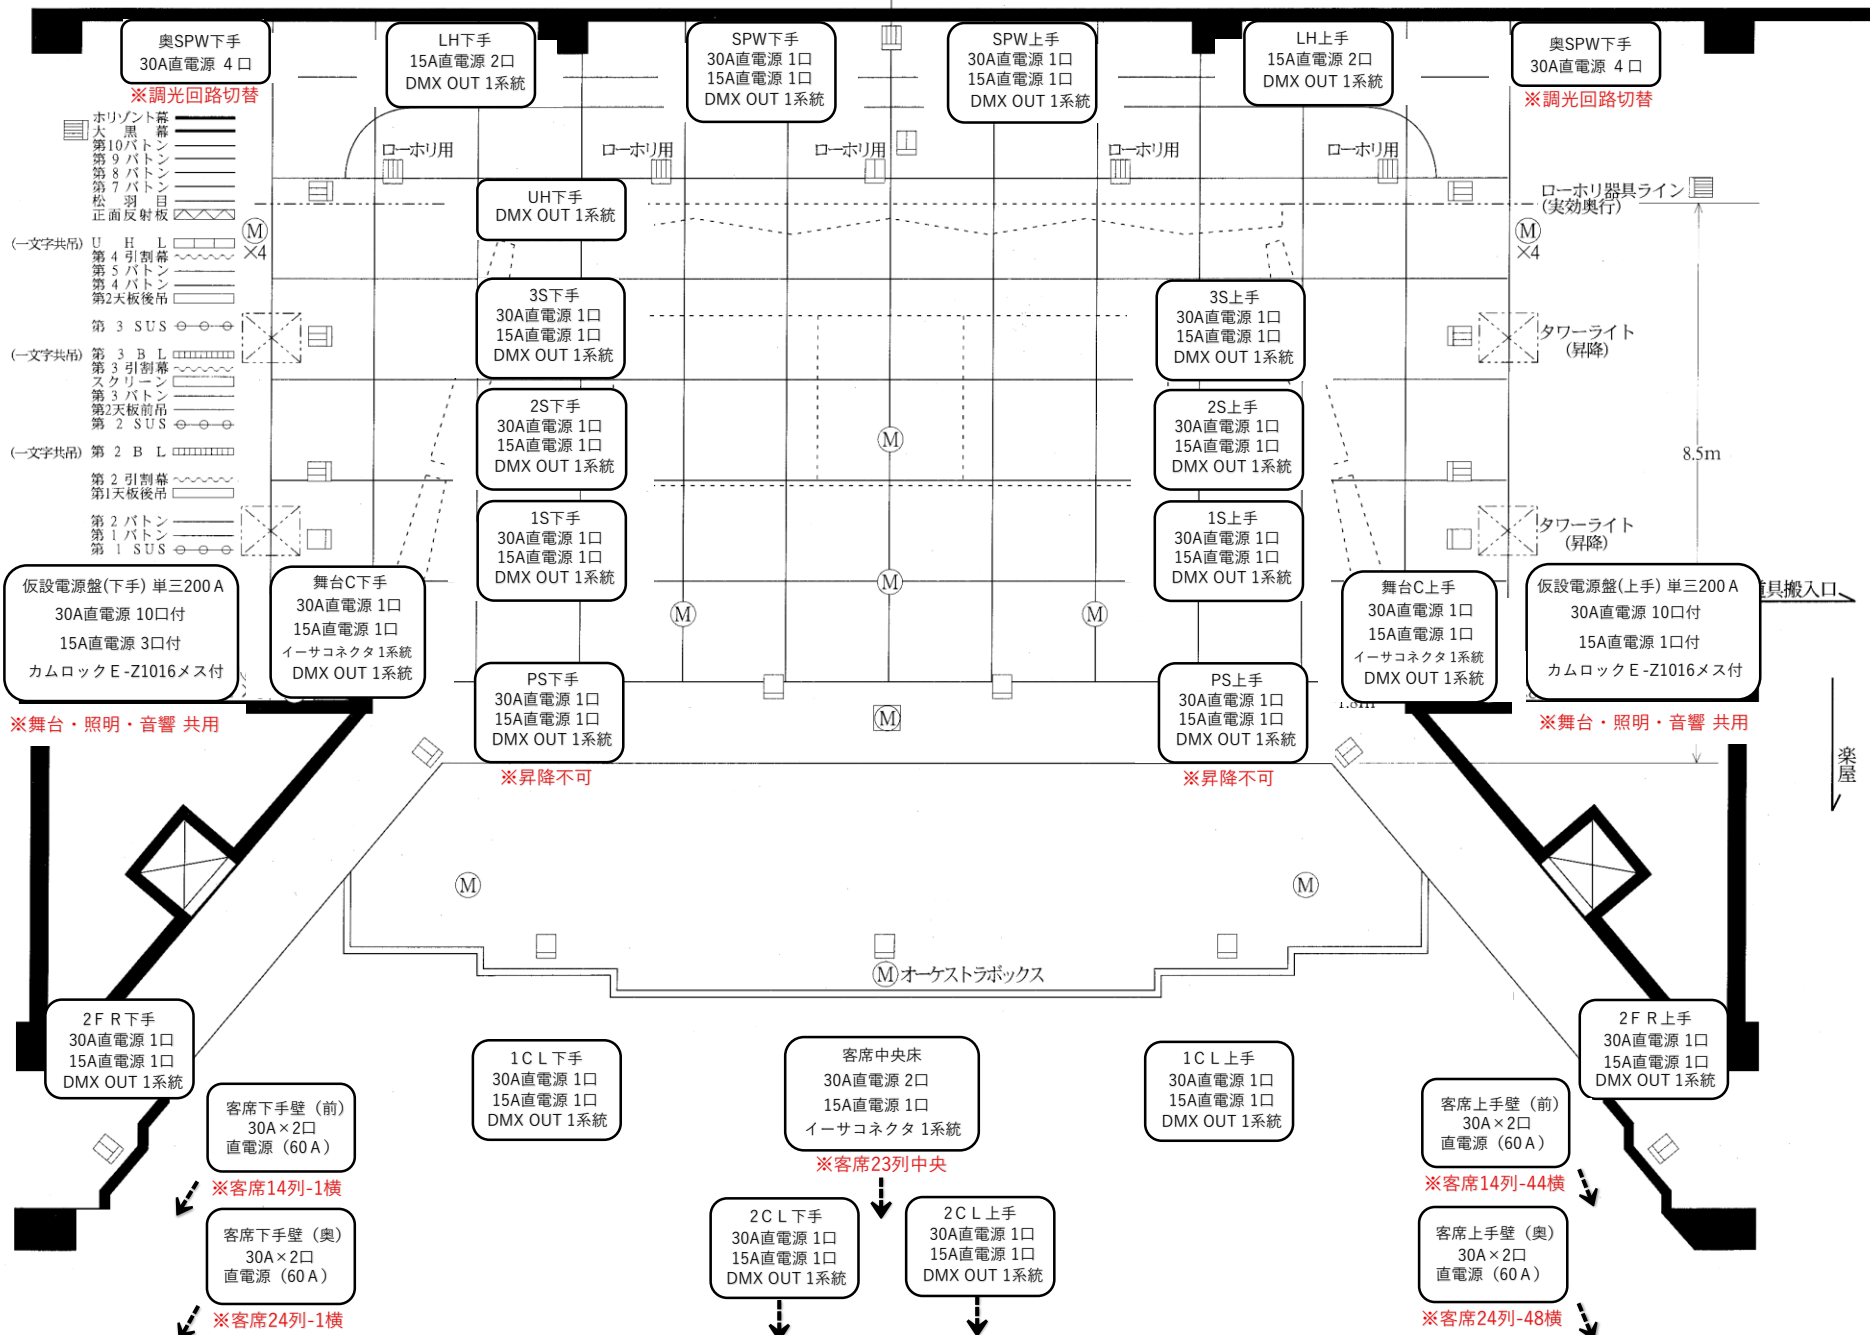 奥SPW下手
30A直電源 4 口
※調光回路切替
LH下手
15A直電源 2口
DMX OUT 1系統
SPW下手
30A直電源 1口
15A直電源 1口
DMX OUT 1系統
SPW上手
30A直電源 1口
15A直電源 1口
DMX OUT 1系統
LH上手
15A直電源 2口
DMX OUT 1系統
奥SPW下手
30A直電源 4 口
※調光回路切替
ホリゾント幕
大黒幕
第10バトン
第9バトン
第8バトン
第7バトン
松羽目
正面反射板
(一文字共吊) U H L
第4引割幕
第5バトン
第4バトン
第2天板後吊
第 3 SUS
(一文字共吊) 第 3 B L
第3引割幕
スクリーン
第3バトン
第2天板前吊
第 2 SUS
(一文字共吊) 第 2 B L
第2引割幕
第1天板後吊
第2バトン
第1バトン
第 1 SUS
M
×4
ローホリ用
ローホリ用
ローホリ用
ローホリ用
ローホリ用
ローホリ器具ライン
(実効奥行)
M
×4
UH下手
DMX OUT 1系統
3S下手
30A直電源 1口
15A直電源 1口
DMX OUT 1系統
3S上手
30A直電源 1口
15A直電源 1口
DMX OUT 1系統
タワーライト
(昇降)
2S下手
30A直電源 1口
15A直電源 1口
DMX OUT 1系統
M
2S上手
30A直電源 1口
15A直電源 1口
DMX OUT 1系統
8.5m
1S下手
30A直電源 1口
15A直電源 1口
DMX OUT 1系統
M
M
M
1S上手
30A直電源 1口
15A直電源 1口
DMX OUT 1系統
タワーライト
(昇降)
仮設電源盤(下手) 単三200A
30A直電源 10口付
15A直電源 3口付
カムロックE-Z1016メス付
※舞台・照明・音響 共用
舞台C下手
30A直電源 1口
15A直電源 1口
イーサコネクタ 1系統
DMX OUT 1系統
舞台C上手
30A直電源 1口
15A直電源 1口
イーサコネクタ 1系統
DMX OUT 1系統
1.8m
仮設電源盤(上手) 単三200A
30A直電源 10口付
15A直電源 1口付
カムロックE-Z1016メス付
※舞台・照明・音響 共用
具搬入口
楽屋
PS下手
30A直電源 1口
15A直電源 1口
DMX OUT 1系統
※昇降不可
M
PS上手
30A直電源 1口
15A直電源 1口
DMX OUT 1系統
※昇降不可
M
M
M オーケストラボックス
2FR下手
30A直電源 1口
15A直電源 1口
DMX OUT 1系統
1CL下手
30A直電源 1口
15A直電源 1口
DMX OUT 1系統
客席中央床
30A直電源 2口
15A直電源 1口
イーサコネクタ 1系統
※客席23列中央
1CL上手
30A直電源 1口
15A直電源 1口
DMX OUT 1系統
2FR上手
30A直電源 1口
15A直電源 1口
DMX OUT 1系統
客席下手壁（前）
30A×2口
直電源（60A）
※客席14列-1横
客席上手壁（前）
30A×2口
直電源（60A）
※客席14列-44横
客席下手壁（奥）
30A×2口
直電源（60A）
※客席24列-1横
2CL下手
30A直電源 1口
15A直電源 1口
DMX OUT 1系統
2CL上手
30A直電源 1口
15A直電源 1口
DMX OUT 1系統
客席上手壁（奥）
30A×2口
直電源（60A）
※客席24列-48横